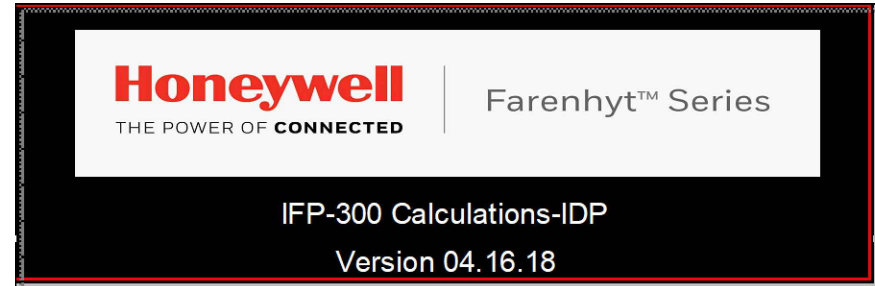 Honeywell
THE POWER OF CONNECTED
Farenhyt™ Series
IFP-300 Calculations-IDP
Version 04.16.18